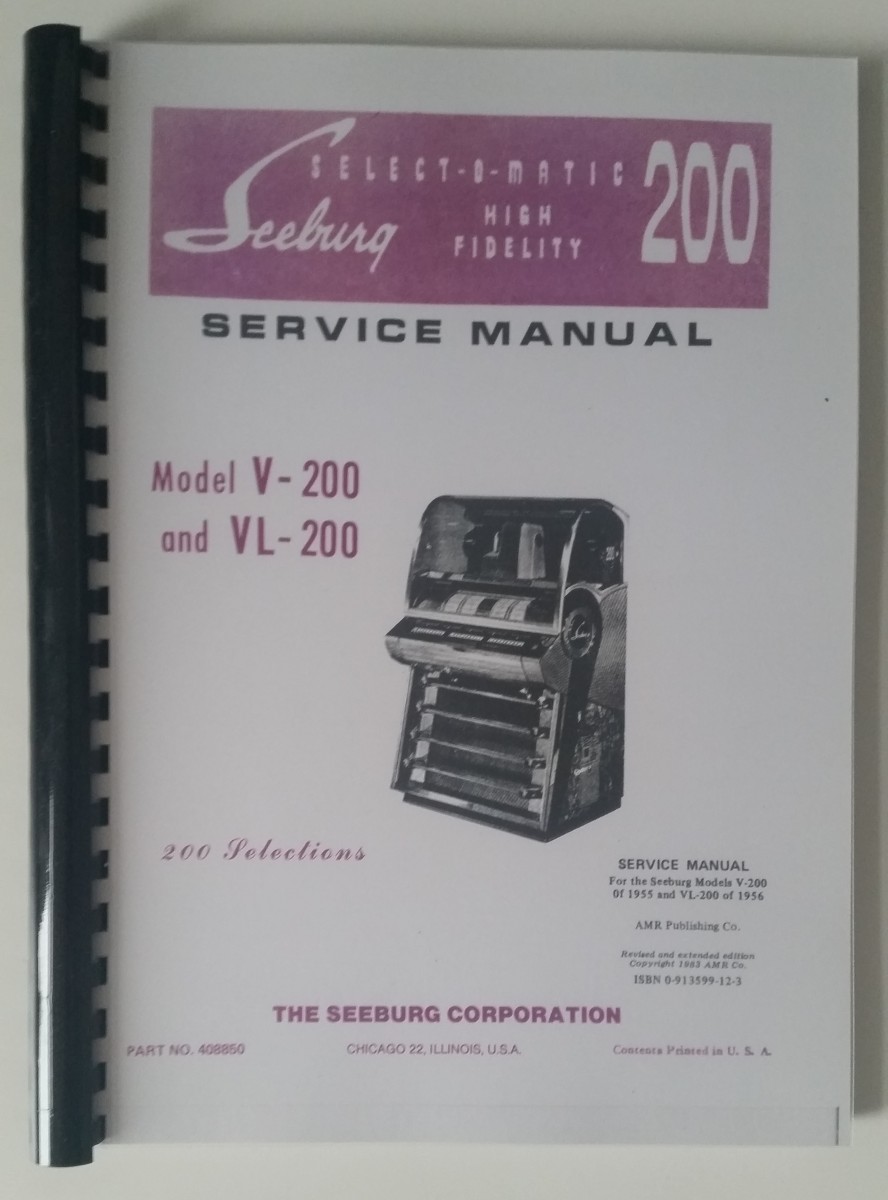 SELECT-O-MATIC
Seeburg
HIGH
FIDELITY
200
SERVICE MANUAL
Model V-200
and VL-200
200 Selections
SERVICE MANUAL
For the Seeburg Models V-200
Of 1955 and VL-200 of 1956
AMR Publishing Co.
Revised and extended edition
Copyright 1983 AMR Co.
ISBN 0-913599-12-3
THE SEEBURG CORPORATION
PART NO. 408850
CHICAGO 22, ILLINOIS, U.S.A.
Contents Printed in U. S. A.